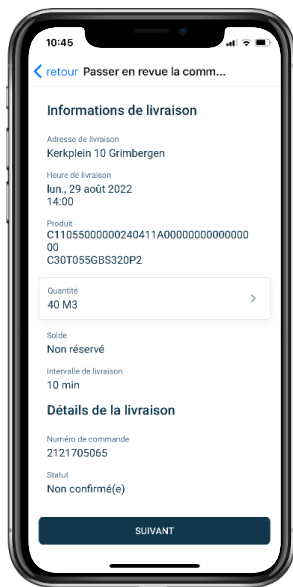 10:45
retour Passer en revue la comm...
Informations de livraison
Adresse de livraison
Kerkplein 10 Grimbergen
Heure de livraison
lun., 29 août 2022
14:00
Produit
C11055000000240411A00000000000000
00
C30T055GBS320P2
Quantité
40 M3
Solde
Non réservé
Intervalle de livraison
10 min
Détails de la livraison
Numéro de commande
2121705065
Statut
Non confirmé(e)
SUIVANT